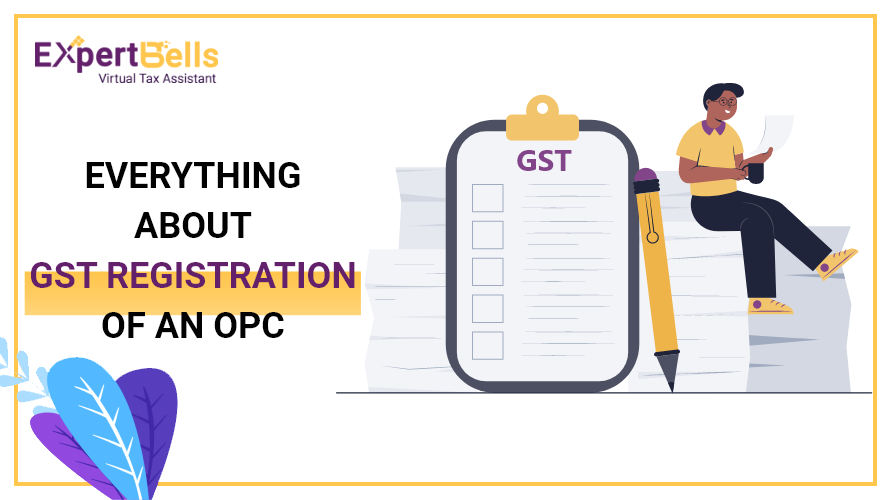 ExpertBells
Virtual Tax Assistant
EVERYTHING
ABOUT
GST REGISTRATION
OF AN OPC
GST